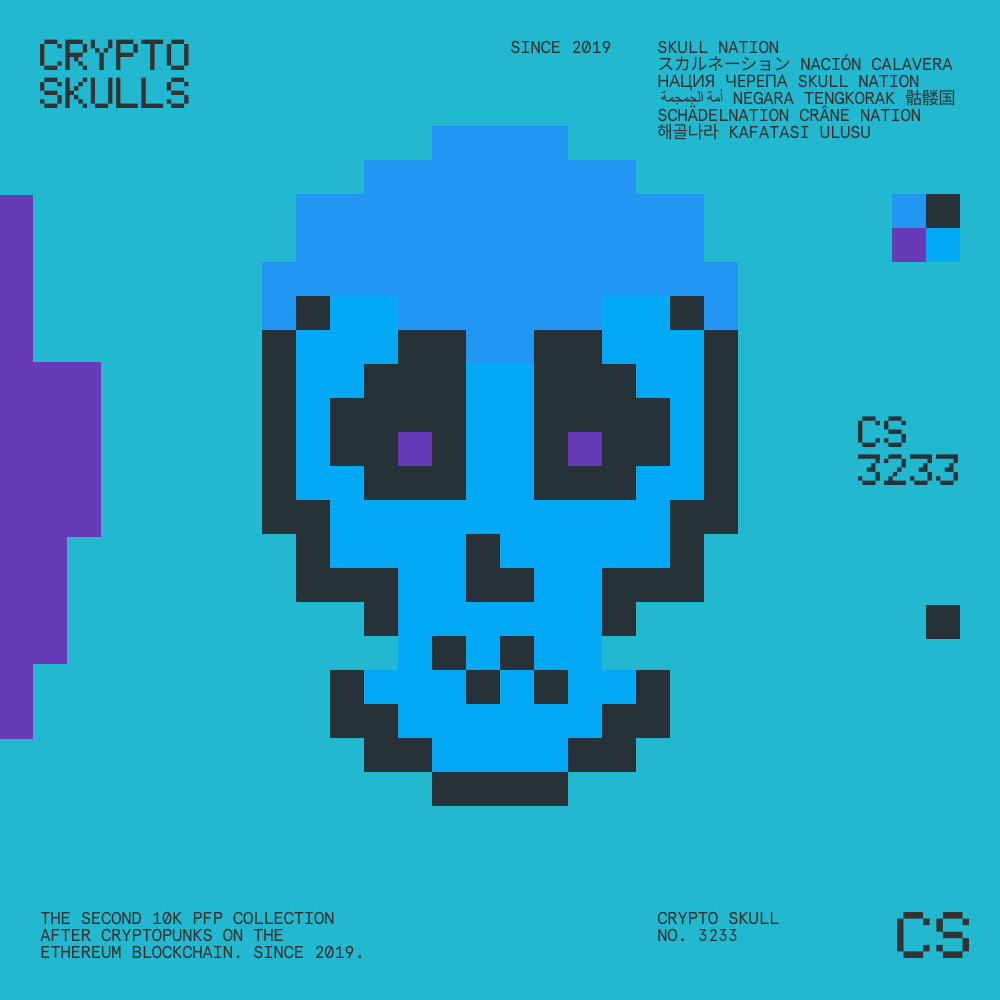 CRYPTO
SKULLS
SINCE 2019
SKULL NATION
スカルネーション NACIÓN CALAVERA
НАЦИЯ ЧЕРЕПА SKULL NATION
أمة الجمجمة NEGARA TENGKORAK 骷髅国
SCHÄDELNATION CRÂNE NATION
해골나라 KAFATASI ULUSU
CS
3233
THE SECOND 10K PFP COLLECTION
AFTER CRYPTOPUNKS ON THE
ETHEREUM BLOCKCHAIN. SINCE 2019.
CRYPTO SKULL
NO. 3233
CS